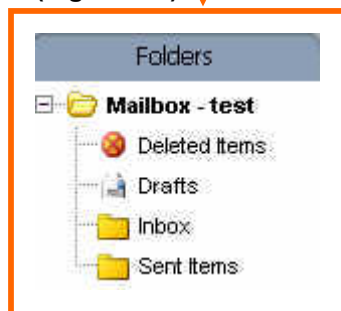 Folders
Mailbox - test
Deleted Items
Drafts
Inbox
Sent Items